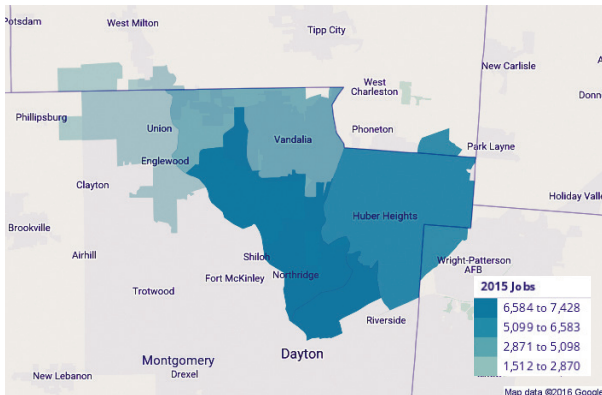 Potsdam
West Milton
Tipp City
New Carlisle
West
Charleston
Donn
Phillipsburg
Union
Vandalia
Phoneton
Park Layne
Englewood
Clayton
Holiday Valle
Huber Heights
Brookville
Airhill
Shiloh
Wright-Patterson
AFB
Fort McKinley
Northridge
Trotwood
2015 Jobs
6,584 to 7,428
5,099 to 6,583
2,871 to 5,098
1,512 to 2,870
Riverside
Dayton
Montgomery
Drexel
New Lebanon
Map data ©2016 Google